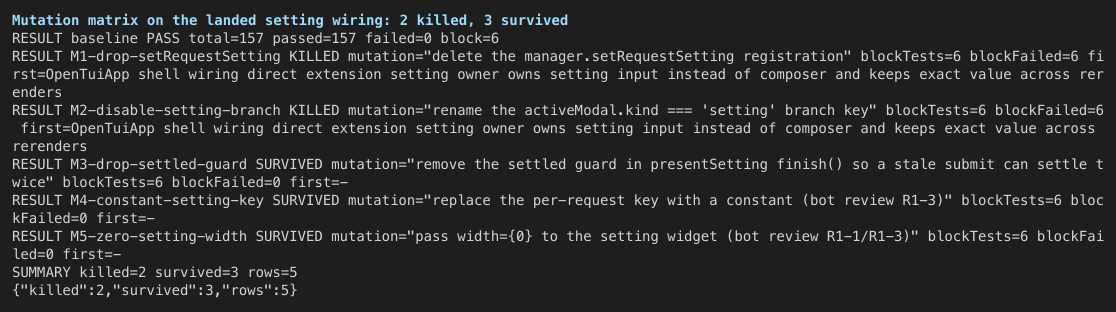 Mutation matrix on the landed setting wiring: 2 killed, 3 survived
RESULT baseline PASS total=157 passed=157 failed=0 block=6
RESULT M1-drop-setRequestSetting KILLED mutation="delete the manager.setRequestSetting registration" blockTests=6 blockFailed=6 fi
rst=OpenTuiApp shell wiring direct extension setting owner owns setting input instead of composer and keeps exact value across rer
enders
RESULT M2-disable-setting-branch KILLED mutation="rename the activeModal.kind === 'setting' branch key" blockTests=6 blockFailed=6
 first=OpenTuiApp shell wiring direct extension setting owner owns setting input instead of composer and keeps exact value across
rerenders
RESULT M3-drop-settled-guard SURVIVED mutation="remove the settled guard in presentSetting finish() so a stale submit can settle t
wice" blockTests=6 blockFailed=0 first=—
RESULT M4-constant-setting-key SURVIVED mutation="replace the per-request key with a constant (bot review R1-3)" blockTests=6 bloc
kFailed=0 first=—
RESULT M5-zero-setting-width SURVIVED mutation="pass width={0} to the setting widget (bot review R1-1/R1-3)" blockTests=6 blockFai
led=0 first=—
SUMMARY killed=2 survived=3 rows=5
{"killed":2,"survived":3,"rows":5}